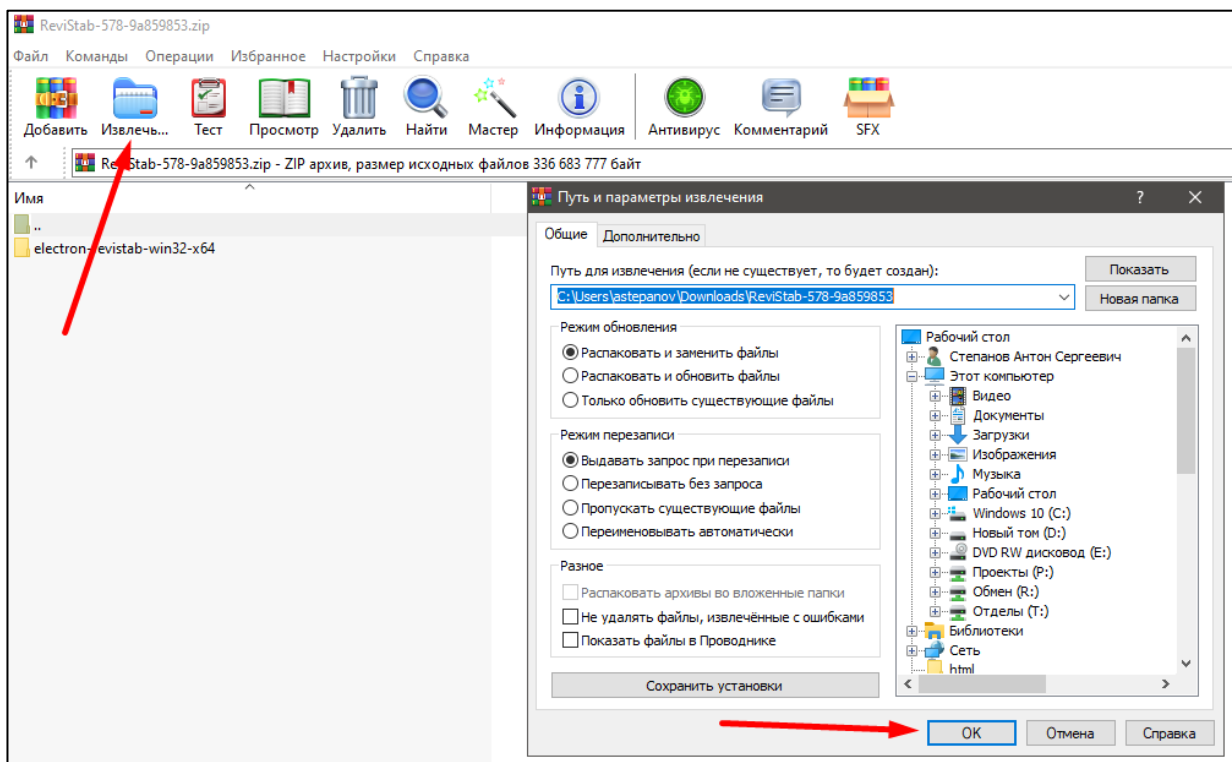 ReviStab-578-9a859853.zip
Файл Команды Операции Избранное Настройки Справка
Добавить Извлечь... Тест Просмотр Удалить Найти Мастер Информация Антивирус Комментарий SFX
ReviStab-578-9a859853.zip - ZIP архив, размер исходных файлов 336 683 777 байт
Имя
..
electron-revistab-win32-x64
Путь и параметры извлечения
Общие Дополнительно
Путь для извлечения (если не существует, то будет создан):
Показать
C:\Users\astepanov\Downloads\ReviStab-578-9a859853
Новая папка
Режим обновления
Распаковать и заменить файлы
Распаковать и обновить файлы
Только обновить существующие файлы
Режим перезаписи
Выдавать запрос при перезаписи
Перезаписывать без запроса
Пропускать существующие файлы
Переименовывать автоматически
Разное
Распаковать архивы во вложенные папки
Не удалять файлы, извлечённые с ошибками
Показать файлы в Проводнике
Сохранить установки
Рабочий стол
Степанов Антон Сергеевич
Этот компьютер
Видео
Документы
Загрузки
Изображения
Музыка
Рабочий стол
Windows 10 (C:)
Новый том (D:)
DVD RW дисковод (E:)
Проекты (P:)
Обмен (R:)
Отделы (T:)
Библиотеки
Сеть
html
OK Отмена Справка